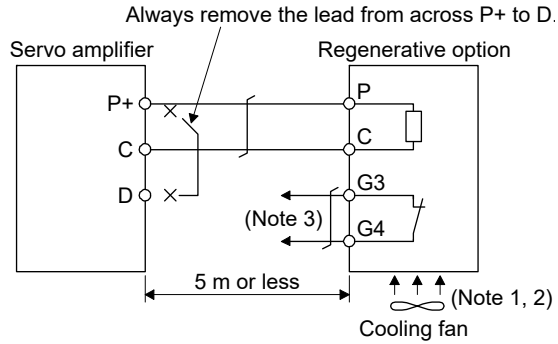 Always remove the lead from across P+ to D.
Servo amplifier
Regenerative option
P+
P
C
C
D
G3
(Note 3)
G4
5 m or less
(Note 1, 2)
Cooling fan